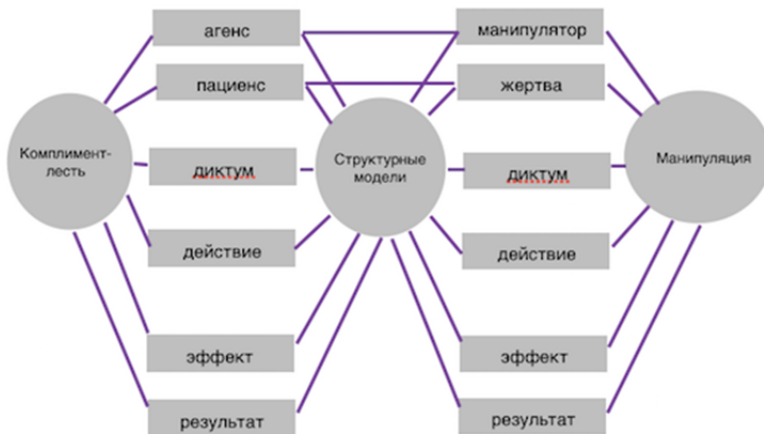 агенс
манипулятор
пациенс
жертва
Комплимент-
лесть
Структурные
модели
Манипуляция
диктум
диктум
действие
действие
эффект
эффект
результат
результат